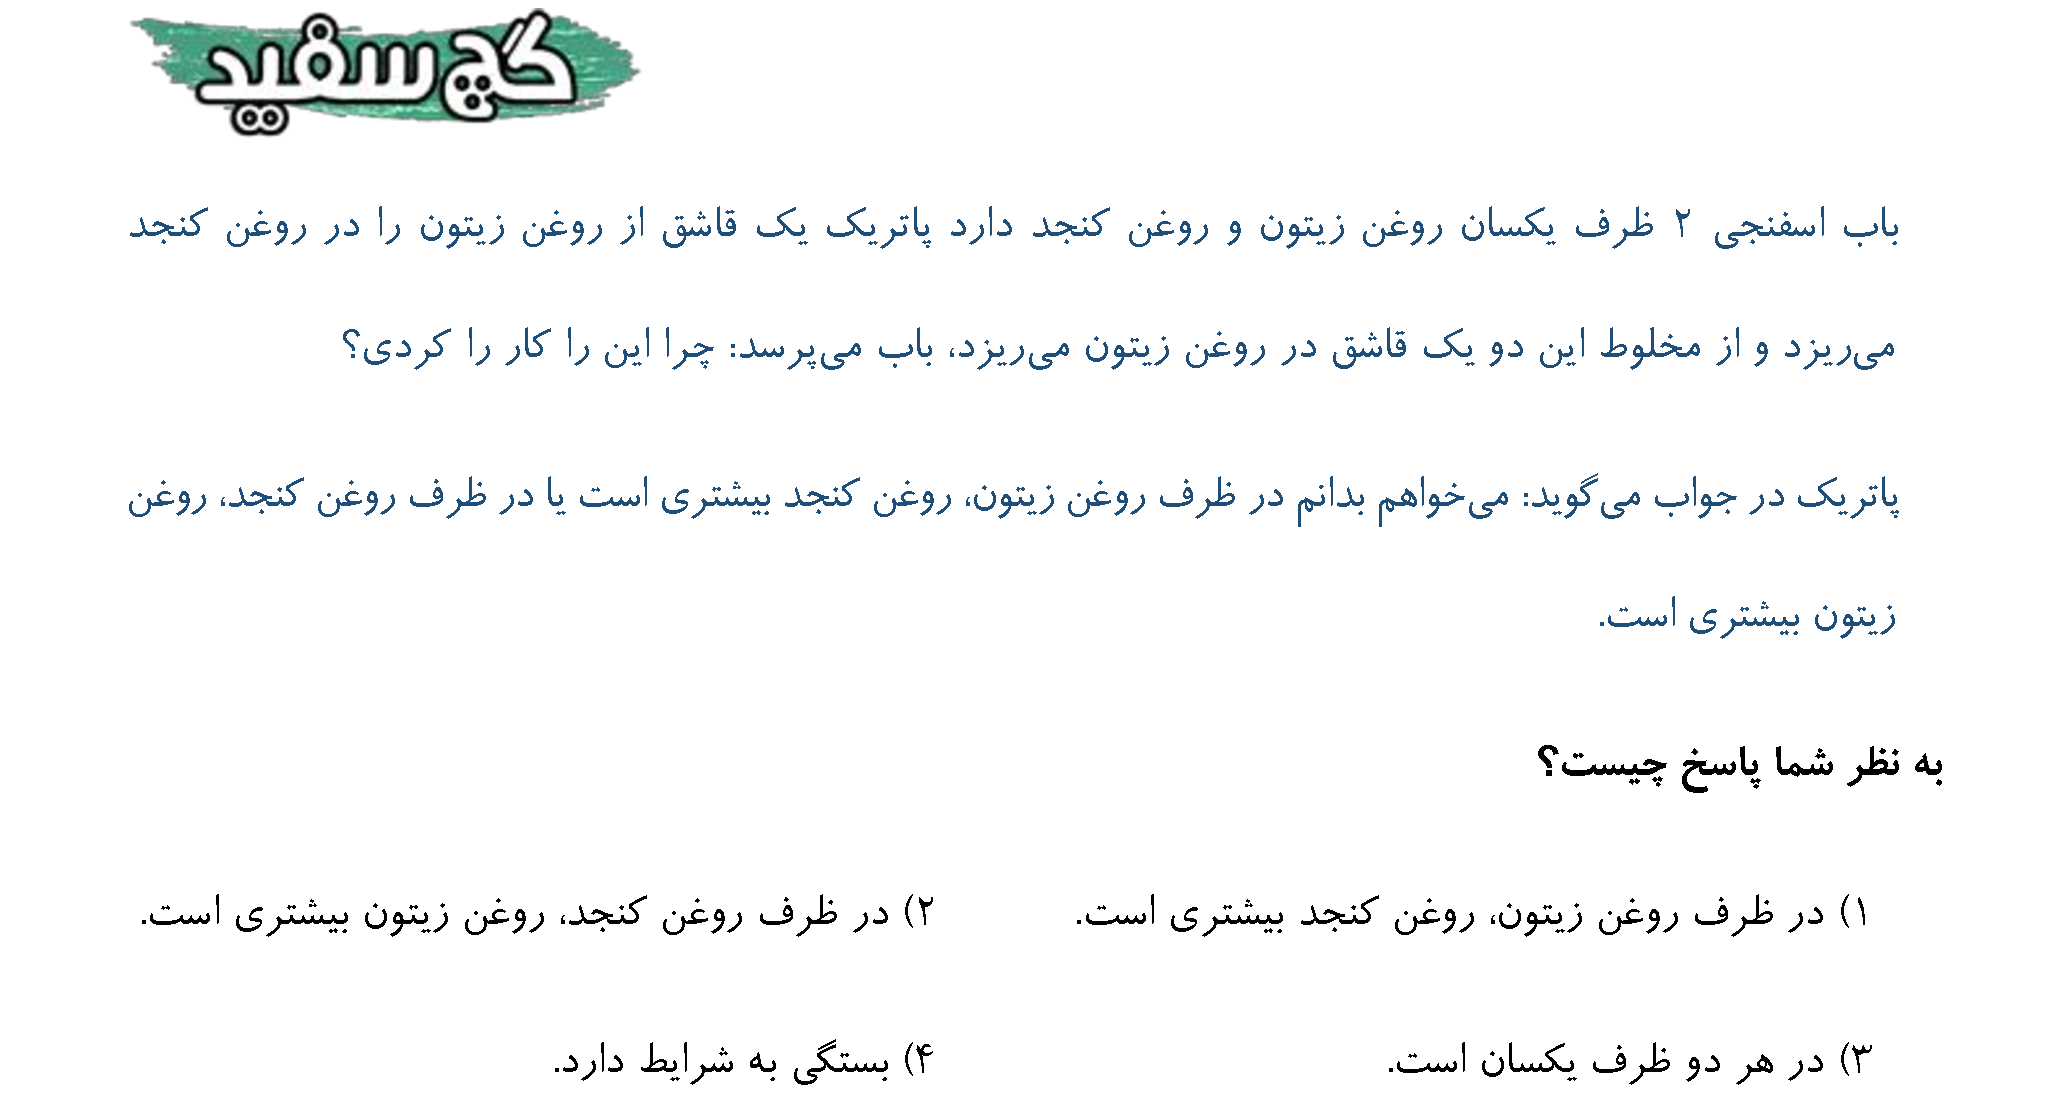 گچ سفید
باب اسفنجی ۲ ظرف یکسان روغن زیتون و روغن کنجد دارد پاتریک یک قاشق از روغن زیتون را در روغن کنجد
می‌ریزد و از مخلوط این دو یک قاشق در روغن زیتون می‌ریزد، باب می‌پرسد: چرا این را کار را کردی؟
پاتریک در جواب می‌گوید: می‌خواهم بدانم در ظرف روغن زیتون، روغن کنجد بیشتری است یا در ظرف روغن کنجد، روغن
زیتون بیشتری است.
به نظر شما پاسخ چیست؟
۱) در ظرف روغن زیتون، روغن کنجد بیشتری است. ۲) در ظرف روغن کنجد، روغن زیتون بیشتری است.
۳) در هر دو ظرف یکسان است. ۴) بستگی به شرایط دارد.